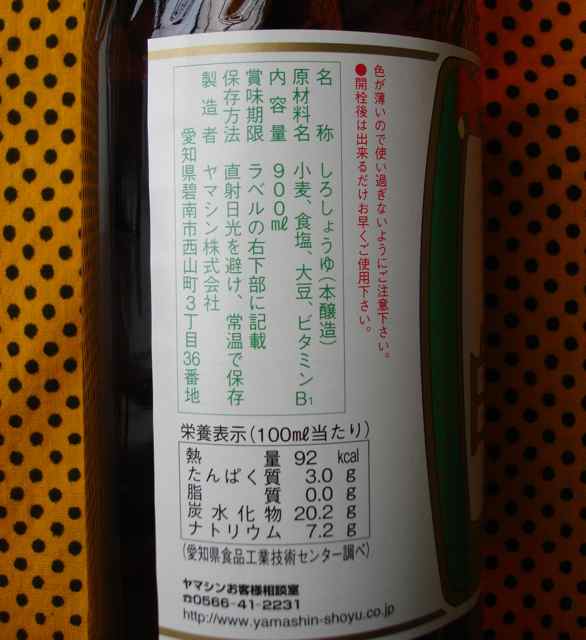 色が薄いので使い過ぎないようにご注意下さい。
●開栓後は出来るだけお早くご使用下さい。
名称 しろしょうゆ(本醸造)
原材料名 小麦、食塩、大豆、ビタミンB₁
内容量 900㎖
賞味期限 ラベルの右下部に記載
保存方法 直射日光を避け、常温で保存
製造者 ヤマシン株式会社
愛知県碧南市西山町3丁目36番地
栄養表示(100㎖当たり)
熱量 92 kcal
たんぱく質 3.0 g
脂質 0.0 g
炭水化物 20.2 g
ナトリウム 7.2 g
(愛知県食品工業技術センター調べ)
ヤマシンお客様相談室
☎0566-41-2231
http://www.yamashin-shoyu.co.jp